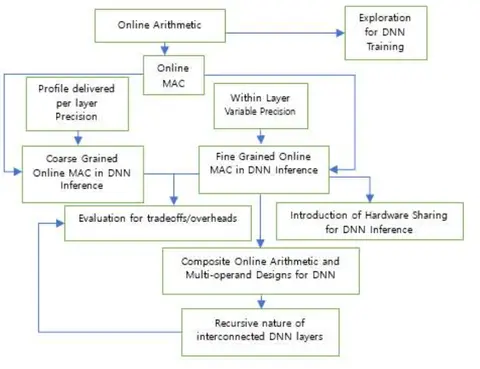 Online Arithmetic
Exploration
for DNN
Training
Online
MAC
Profile delivered
per layer
Precision
Within Layer
Variable Precision
Coarse Grained
Online MAC in DNN
Inference
Fine Grained Online
MAC in DNN Inference
Evaluation for tradeoffs/overheads
Introduction of Hardware Sharing
for DNN Inference
Composite Online Arithmetic and
Multi-operand Designs for DNN
Recursive nature of
interconnected DNN layers